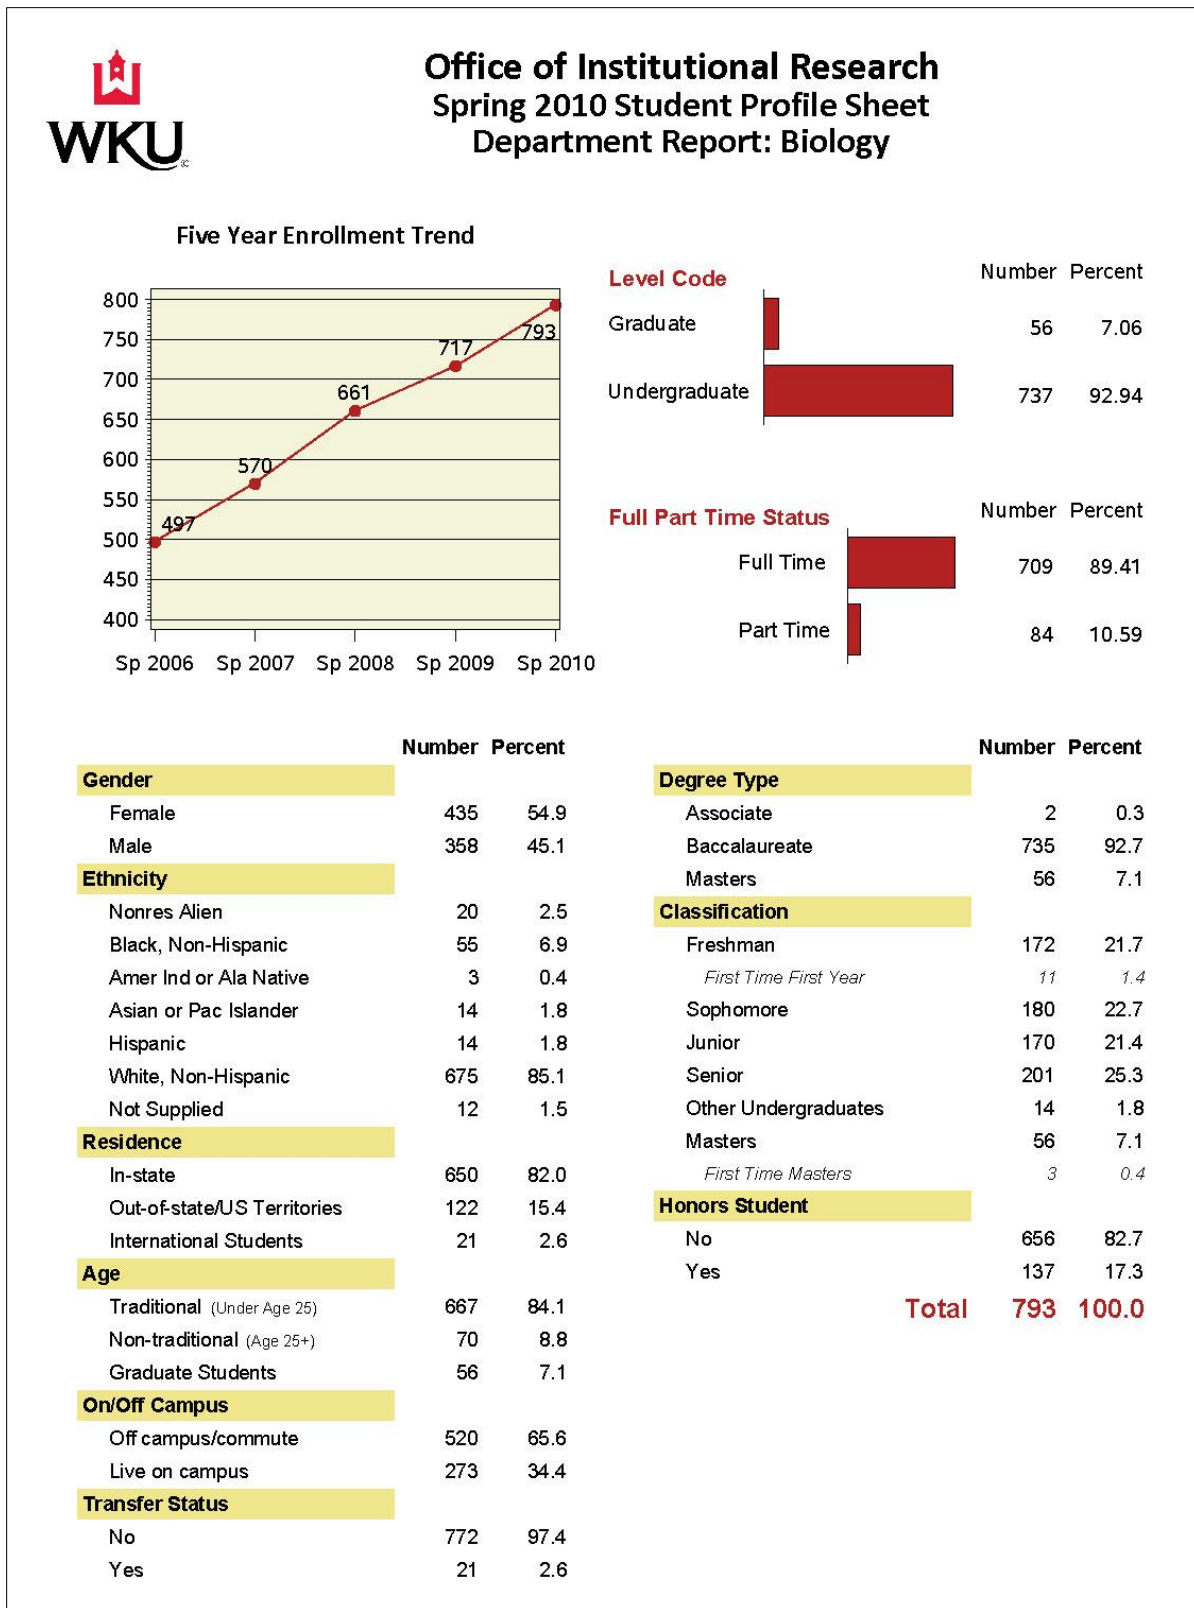 WKU
Office of Institutional Research
Spring 2010 Student Profile Sheet
Department Report: Biology
Five Year Enrollment Trend
800
750
700
650
600
550
500
450
400
497
570
661
717
793
Sp 2006 Sp 2007 Sp 2008 Sp 2009 Sp 2010
Level Code Number Percent
Graduate 56 7.06
Undergraduate 737 92.94
Full Part Time Status Number Percent
Full Time 709 89.41
Part Time 84 10.59
Number Percent
Gender
Female 435 54.9
Male 358 45.1
Ethnicity
Nonres Alien 20 2.5
Black, Non-Hispanic 55 6.9
Amer Ind or Ala Native 3 0.4
Asian or Pac Islander 14 1.8
Hispanic 14 1.8
White, Non-Hispanic 675 85.1
Not Supplied 12 1.5
Residence
In-state 650 82.0
Out-of-state/US Territories 122 15.4
International Students 21 2.6
Age
Traditional (Under Age 25) 667 84.1
Non-traditional (Age 25+) 70 8.8
Graduate Students 56 7.1
On/Off Campus
Off campus/commute 520 65.6
Live on campus 273 34.4
Transfer Status
No 772 97.4
Yes 21 2.6
Number Percent
Degree Type
Associate 2 0.3
Baccalaureate 735 92.7
Masters 56 7.1
Classification
Freshman 172 21.7
First Time First Year 11 1.4
Sophomore 180 22.7
Junior 170 21.4
Senior 201 25.3
Other Undergraduates 14 1.8
Masters 56 7.1
First Time Masters 3 0.4
Honors Student
No 656 82.7
Yes 137 17.3
Total 793 100.0